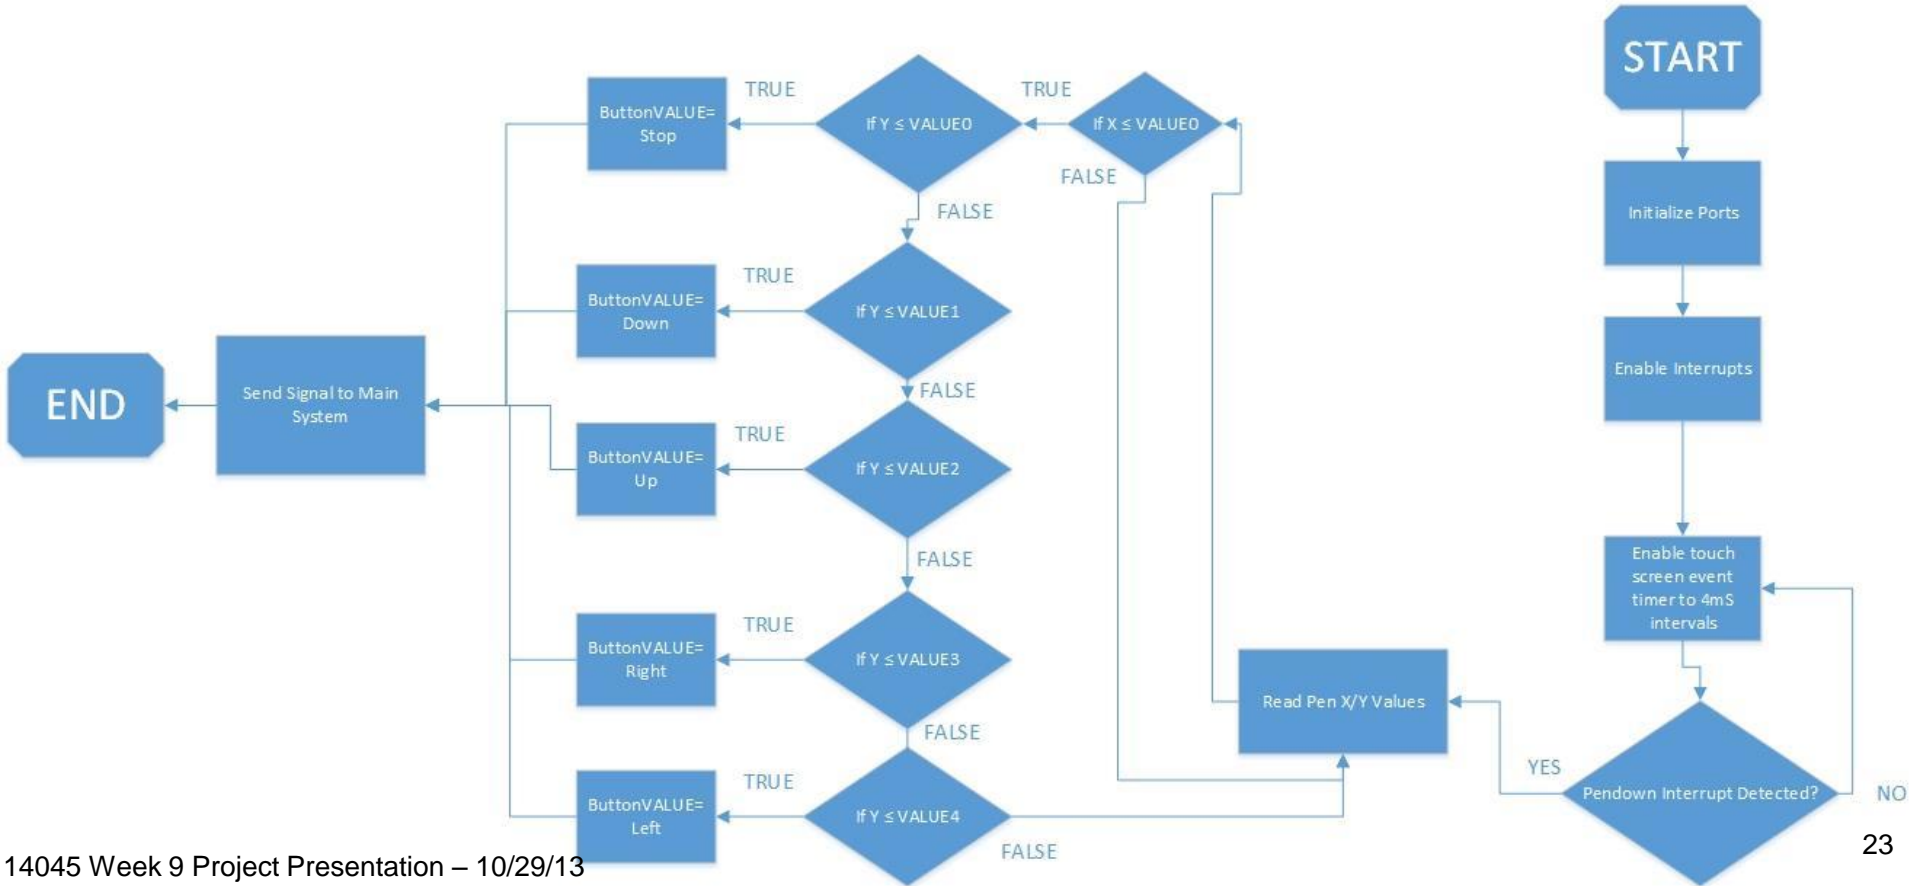 START
Initialize Ports
Enable Interrupts
Enable touch
screen event
timer to 4mS
intervals
Pendown Interrupt Detected?
NO
YES
Read Pen X/Y Values
If X ≤ VALUE0
TRUE
FALSE
If Y ≤ VALUE0
TRUE
FALSE
ButtonVALUE=
Stop
If Y ≤ VALUE1
TRUE
FALSE
ButtonVALUE=
Down
If Y ≤ VALUE2
TRUE
FALSE
ButtonVALUE=
Up
If Y ≤ VALUE3
TRUE
FALSE
ButtonVALUE=
Right
If Y ≤ VALUE4
TRUE
FALSE
ButtonVALUE=
Left
Send Signal to Main
System
END
14045 Week 9 Project Presentation – 10/29/13
23